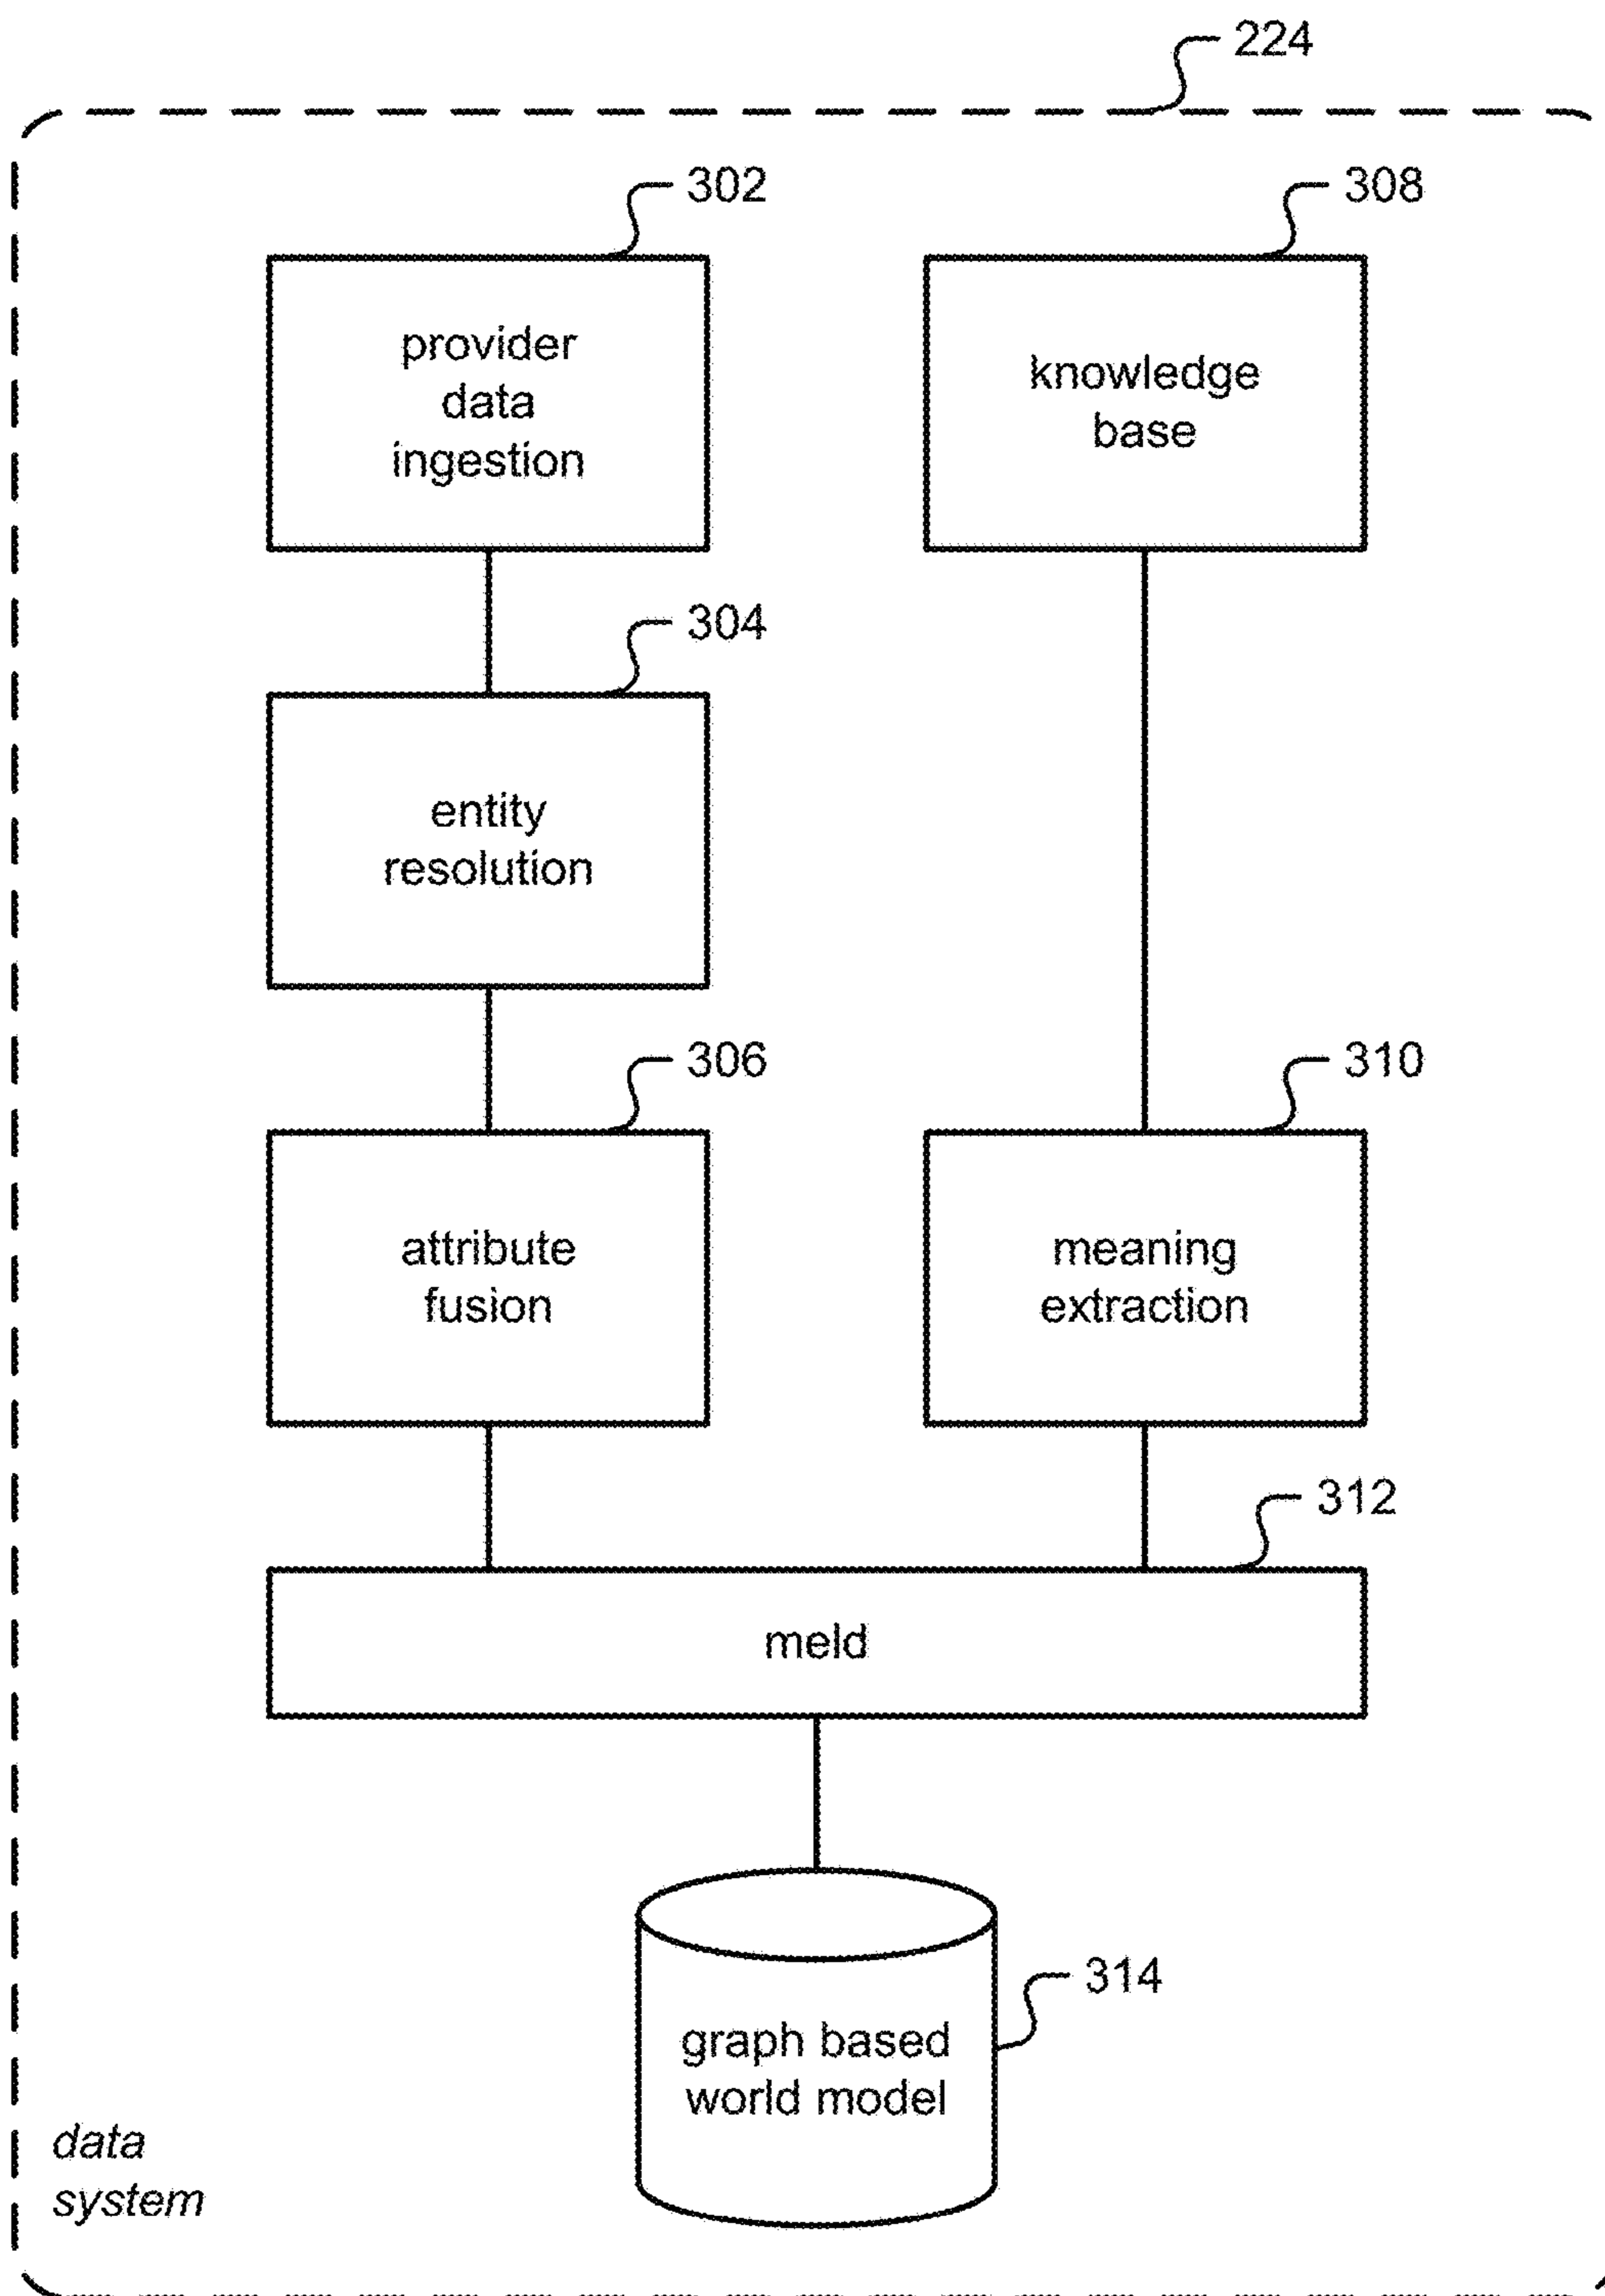 224
302
308
provider
data
ingestion
knowledge
base
304
entity
resolution
306
310
attribute
fusion
meaning
extraction
312
meld
314
graph based
world model
data
system